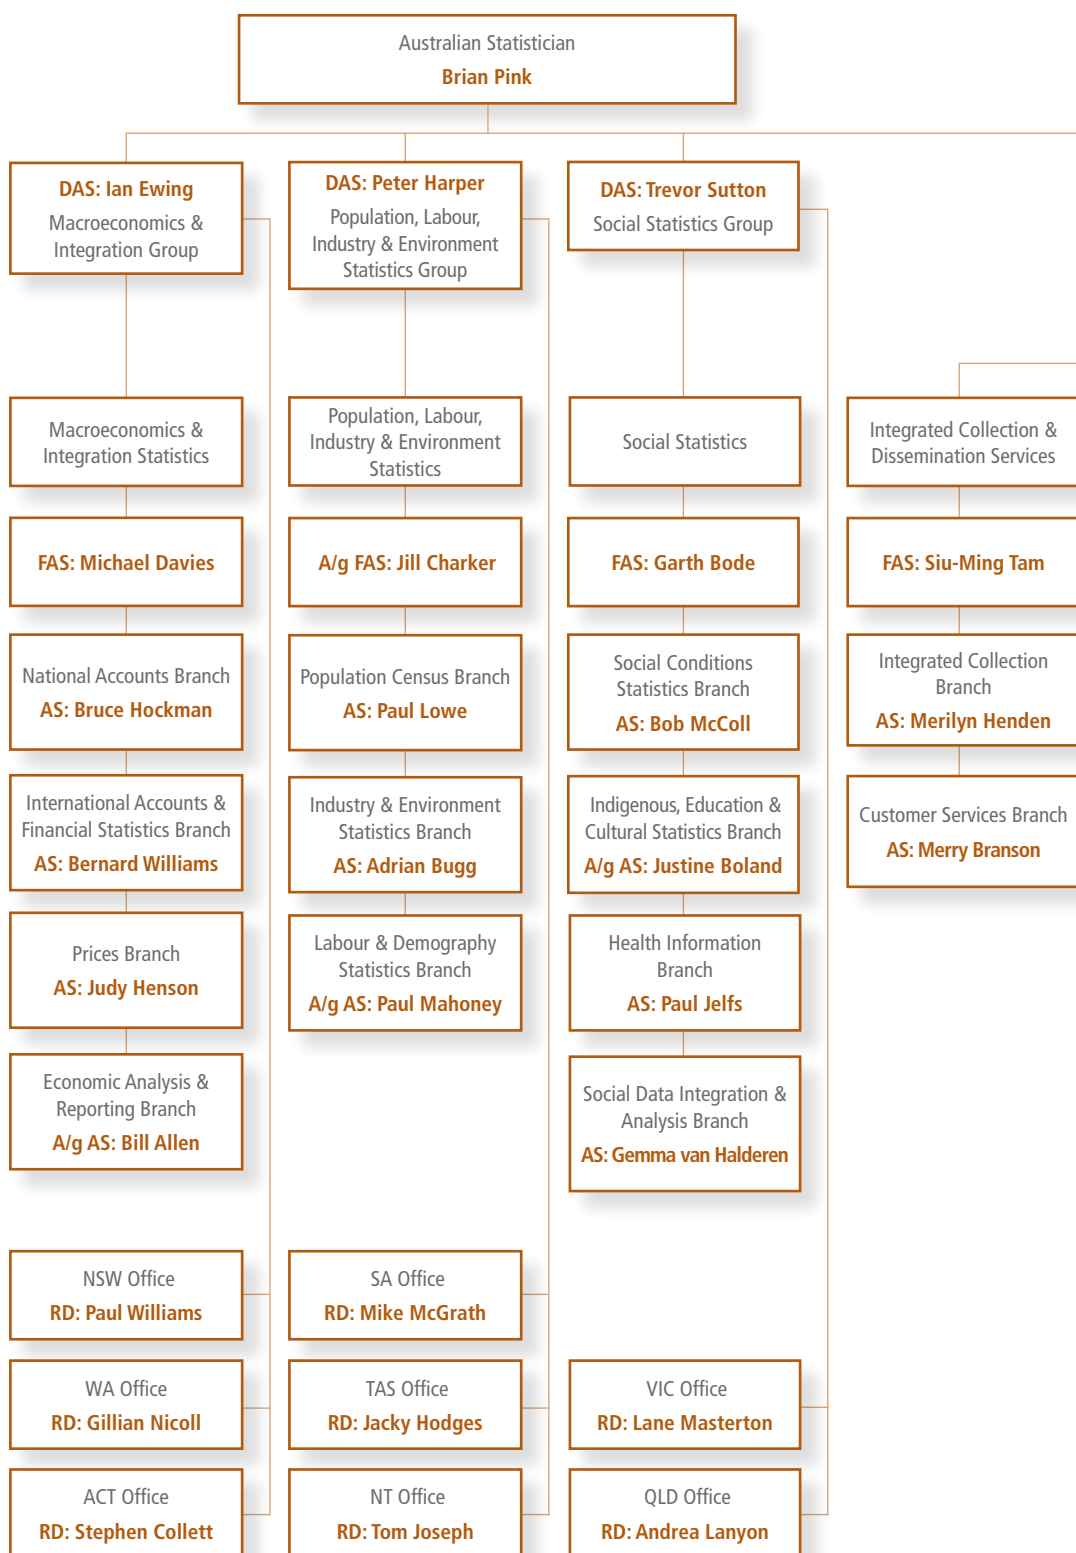 Australian Statistician
Brian Pink
DAS: Ian Ewing
Macroeconomics &
Integration Group
DAS: Peter Harper
Population, Labour,
Industry & Environment
Statistics Group
DAS: Trevor Sutton
Social Statistics Group
Macroeconomics &
Integration Statistics
Population, Labour,
Industry & Environment
Statistics
Social Statistics
Integrated Collection &
Dissemination Services
FAS: Michael Davies
A/g FAS: Jill Charker
FAS: Garth Bode
FAS: Siu-Ming Tam
National Accounts Branch
AS: Bruce Hockman
Population Census Branch
AS: Paul Lowe
Social Conditions
Statistics Branch
AS: Bob McColl
Integrated Collection
Branch
AS: Merilyn Henden
International Accounts &
Financial Statistics Branch
AS: Bernard Williams
Industry & Environment
Statistics Branch
AS: Adrian Bugg
Indigenous, Education &
Cultural Statistics Branch
A/g AS: Justine Boland
Customer Services Branch
AS: Merry Branson
Prices Branch
AS: Judy Henson
Labour & Demography
Statistics Branch
A/g AS: Paul Mahoney
Health Information
Branch
AS: Paul Jelfs
Economic Analysis &
Reporting Branch
A/g AS: Bill Allen
Social Data Integration &
Analysis Branch
AS: Gemma van Halderen
NSW Office
RD: Paul Williams
SA Office
RD: Mike McGrath
WA Office
RD: Gillian Nicoll
TAS Office
RD: Jacky Hodges
VIC Office
RD: Lane Masterton
ACT Office
RD: Stephen Collett
NT Office
RD: Tom Joseph
QLD Office
RD: Andrea Lanyon